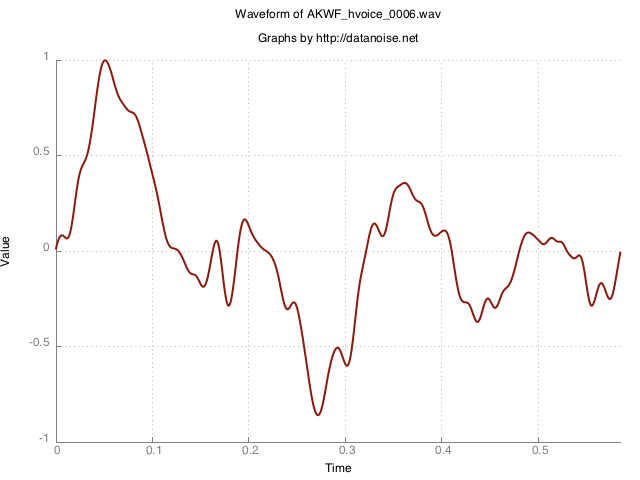 Waveform of AKWF_hvoice_0006.wav
Graphs by http://datanoise.net
1
0.5
0
-0.5
-1
Value
0 0.1 0.2 0.3 0.4 0.5
Time